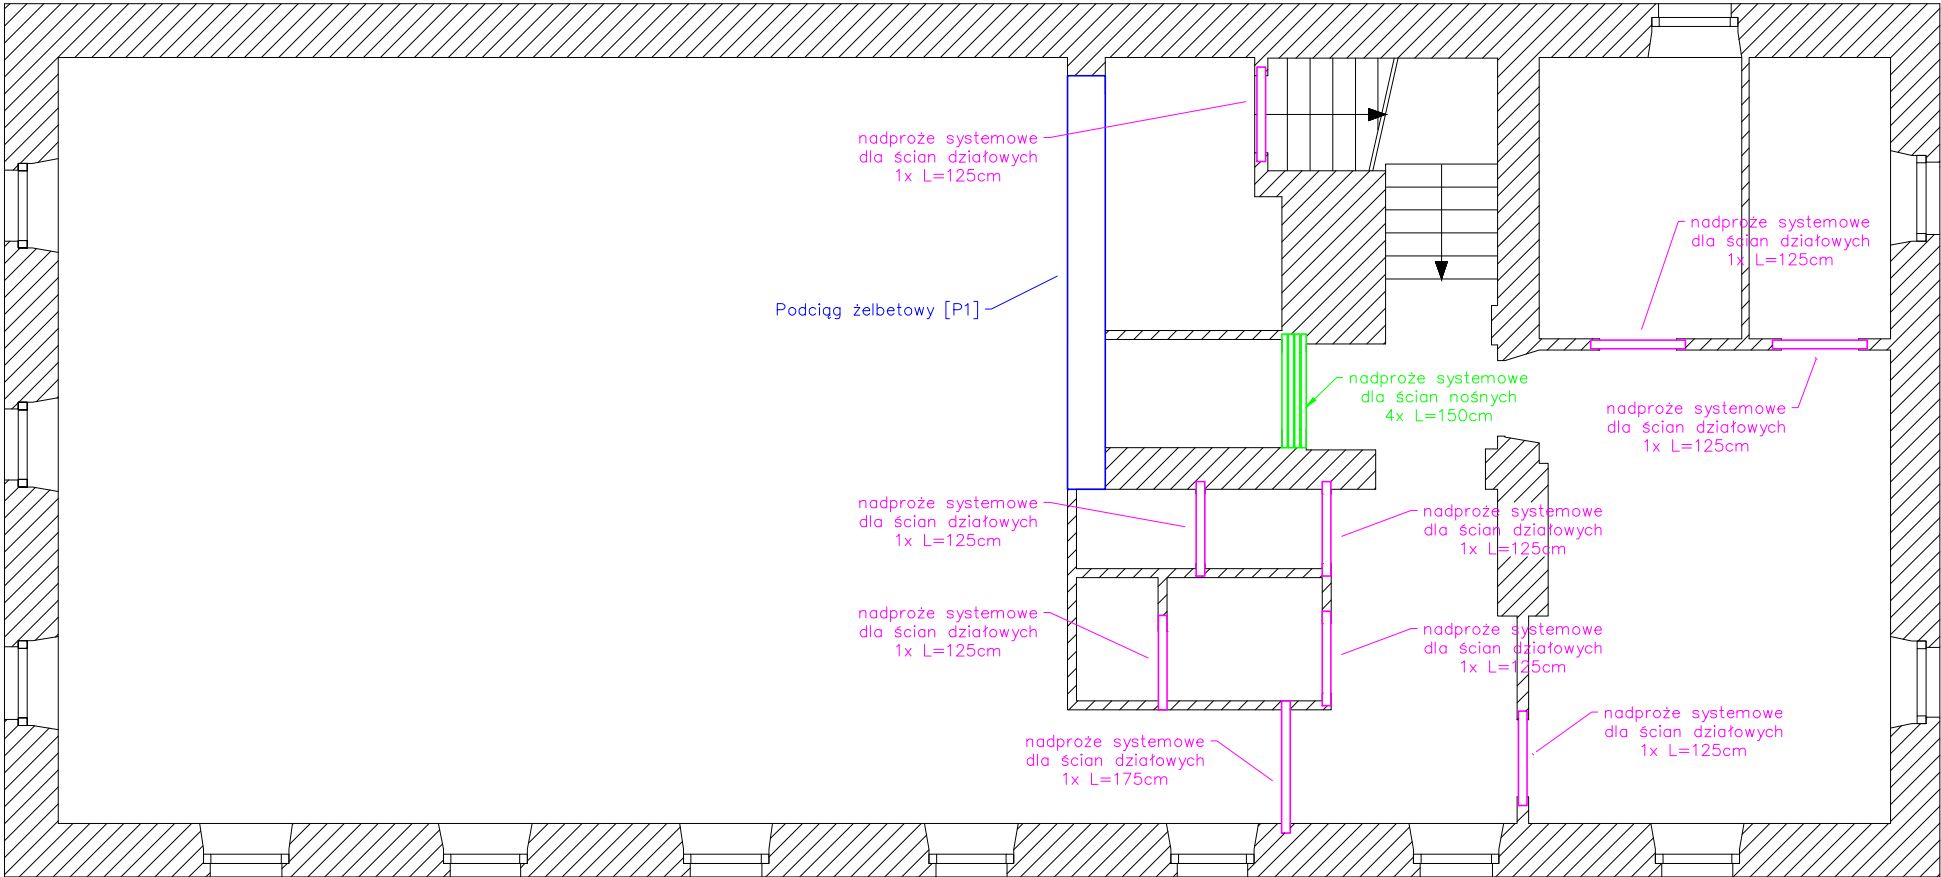 nadproże systemowe
dla ścian działowych
1x L=125cm
nadproże systemowe
dla ścian działowych
1x L=125cm
Podciąg żelbetowy [P1]
nadproże systemowe
dla ścian nośnych
4x L=150cm
nadproże systemowe
dla ścian działowych
1x L=125cm
nadproże systemowe
dla ścian działowych
1x L=125cm
nadproże systemowe
dla ścian działowych
1x L=125cm
nadproże systemowe
dla ścian działowych
1x L=125cm
nadproże systemowe
dla ścian działowych
1x L=125cm
nadproże systemowe
dla ścian działowych
1x L=175cm
nadproże systemowe
dla ścian działowych
1x L=125cm